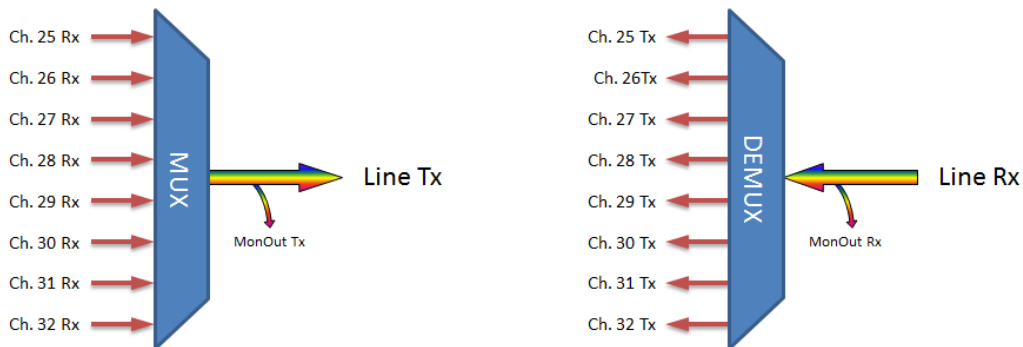 Ch. 25 Rx
Ch. 26 Rx
Ch. 27 Rx
Ch. 28 Rx
Ch. 29 Rx
Ch. 30 Rx
Ch. 31 Rx
Ch. 32 Rx
MUX
Line Tx
MonOut Tx
Ch. 25 Tx
Ch. 26Tx
Ch. 27 Tx
Ch. 28 Tx
Ch. 29 Tx
Ch. 30 Tx
Ch. 31 Tx
Ch. 32 Tx
DEMUX
Line Rx
MonOut Rx